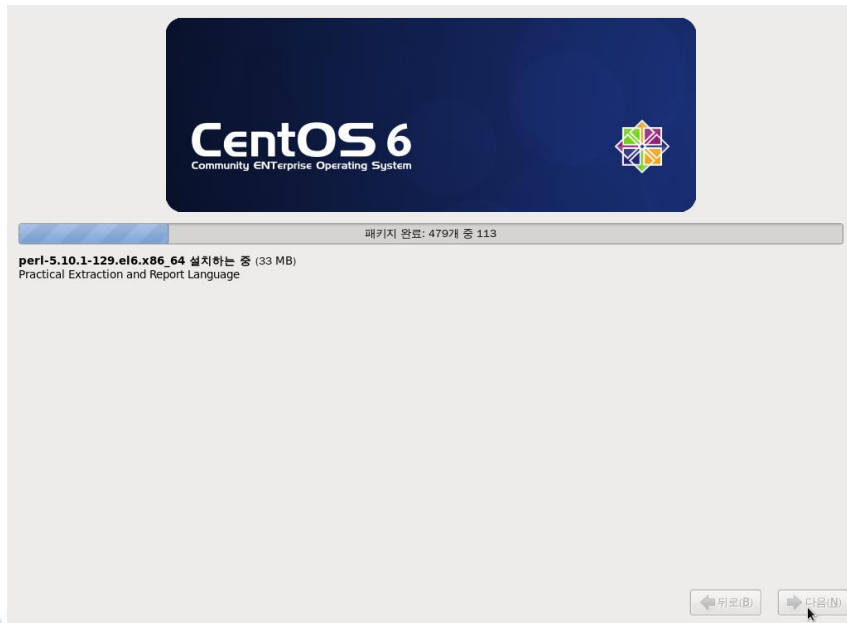 CentOS 6
Community ENTerprise Operating System
패키지 완료: 479개 중 113
perl-5.10.1-129.el6.x86_64 설치하는 중 (33 MB)
Practical Extraction and Report Language
뒤로(B)
다음(N)